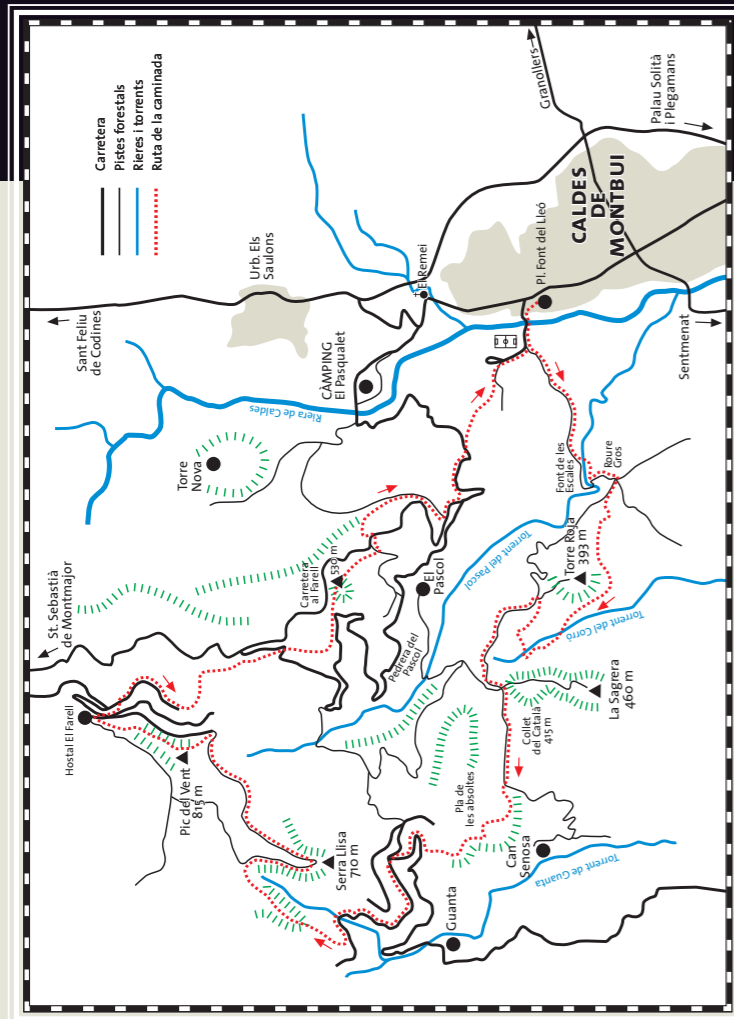 Carretera
Pistes forestals
Rieres i torrents
Ruta de la caminada
Sant Feliu
de Codines
Urb. Els
Saulons
Granollers
Palau Solità
i Plegamans
CALDES
DE
MONTBUI
Pl. Font del Lleó
El Remei
Sentmenat
CÀMPING
El Pasqualet
Riera de Caldes
Torre
Nova
Font de les
Escales
Roure
Gros
St. Sebastià
de Montmajor
Carretera
al Farell
530 m
El
Pascol
Torrent del Pascol
Torre Roja
393 m
Torrent del Corró
Pedrera del
Pascol
Hostal El Farell
Pic del Vent
815 m
La Sagrera
460 m
Collet
del Català
415 m
Pla de
les absoltes
Serra Llisa
710 m
Can
Senosa
Guanta
Torrent de Guanta